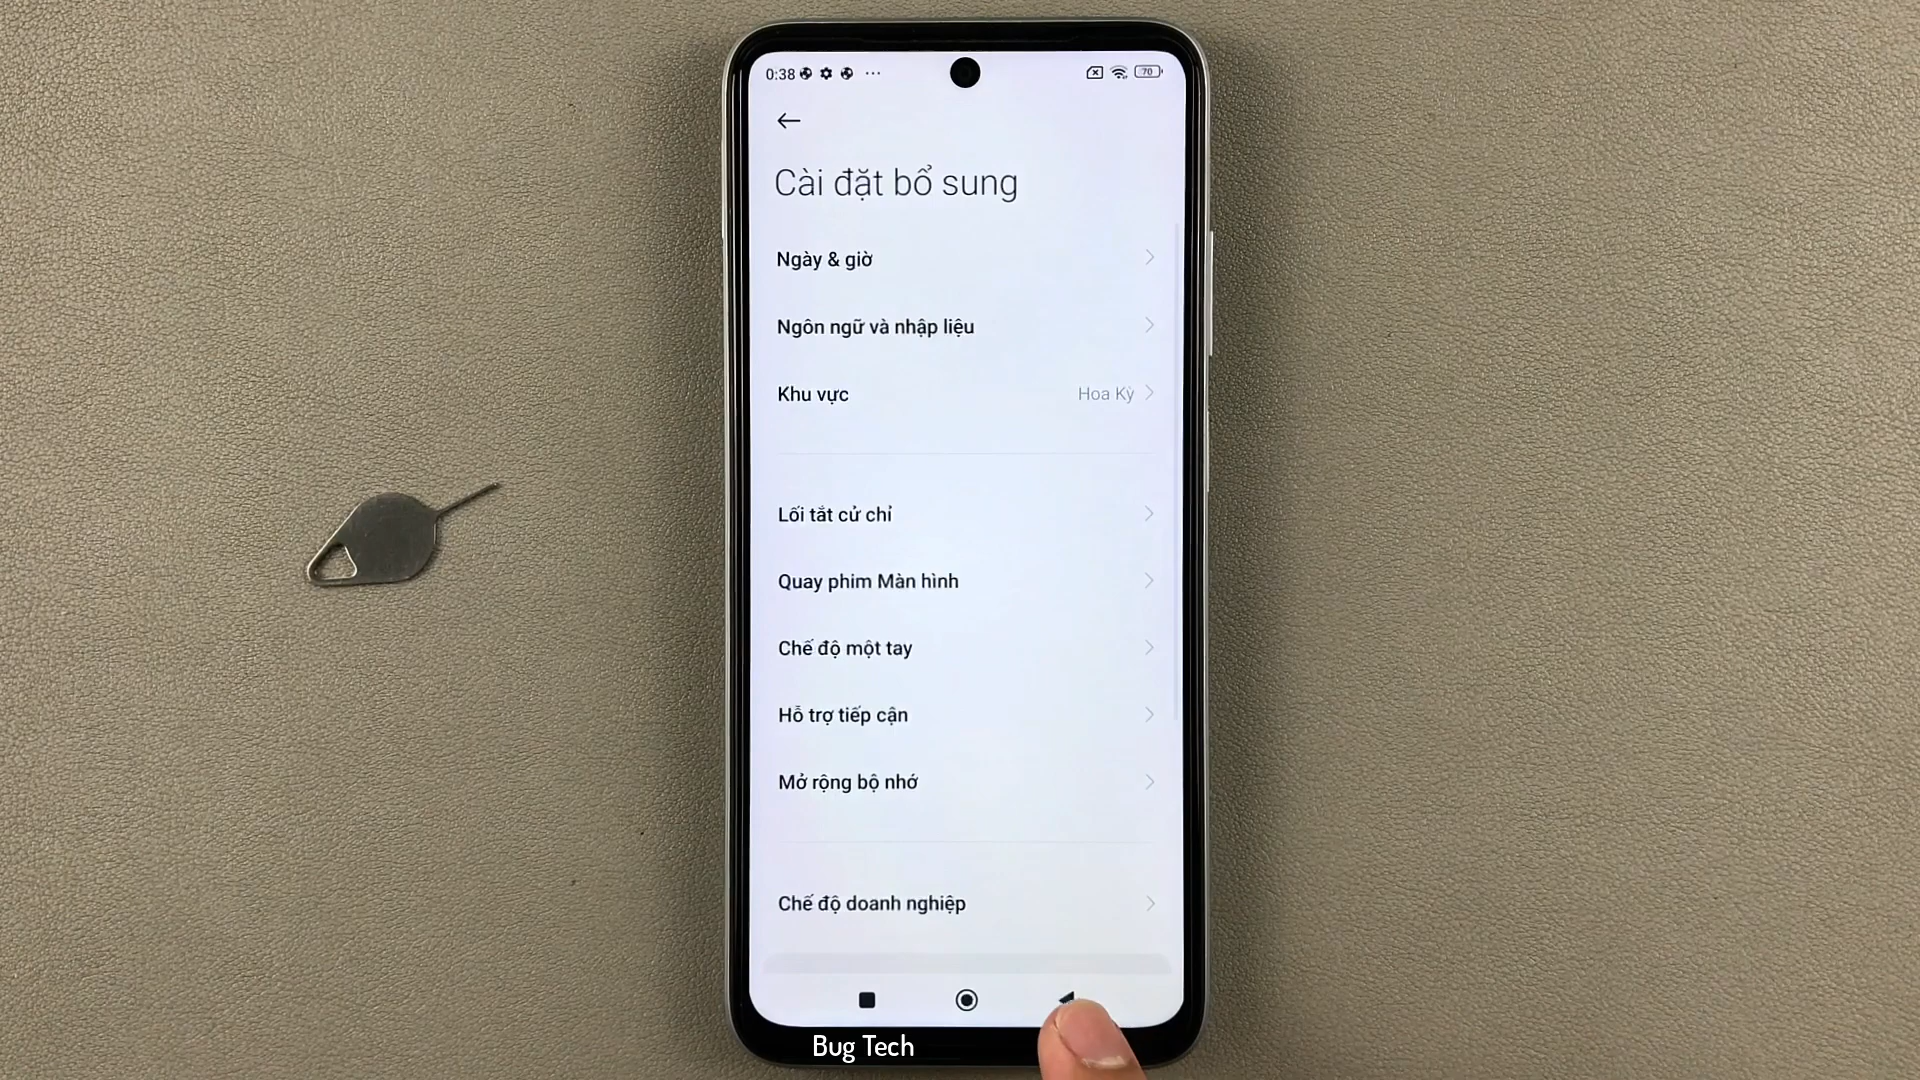 0:38 ... 70
Cài đặt bổ sung
Ngày & giờ
Ngôn ngữ và nhập liệu
Khu vực Hoa Kỳ
Lối tắt cử chỉ
Quay phim Màn hình
Chế độ một tay
Hỗ trợ tiếp cận
Mở rộng bộ nhớ
Chế độ doanh nghiệp
Bug Tech